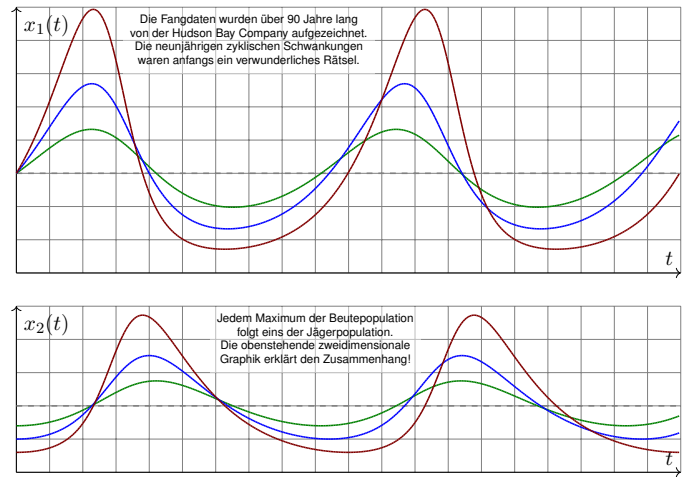 x₁(t)
Die Fangdaten wurden über 90 Jahre lang
von der Hudson Bay Company aufgezeichnet.
Die neunjährigen zyklischen Schwankungen
waren anfangs ein verwunderliches Rätsel.
t
x₂(t)
Jedem Maximum der Beutepopulation
folgt eins der Jägerpopulation.
Die obenstehende zweidimensionale
Graphik erklärt den Zusammenhang!
t